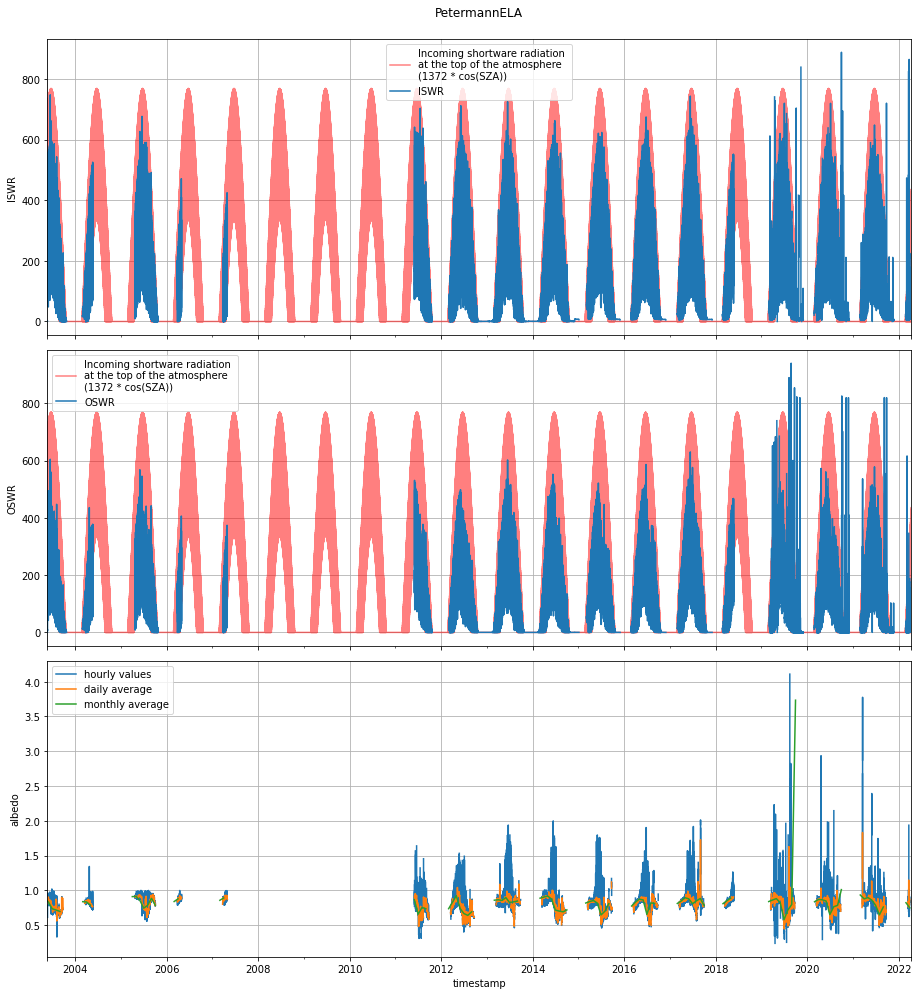 PetermannELA
Incoming shortware radiation
at the top of the atmosphere
(1372 * cos(SZA))
ISWR
800
600
400
200
0
ISWR
Incoming shortware radiation
at the top of the atmosphere
(1372 * cos(SZA))
OSWR
800
600
400
200
0
OSWR
hourly values
daily average
monthly average
4.0
3.5
3.0
2.5
2.0
1.5
1.0
0.5
albedo
2004 2006 2008 2010 2012 2014 2016 2018 2020 2022
timestamp